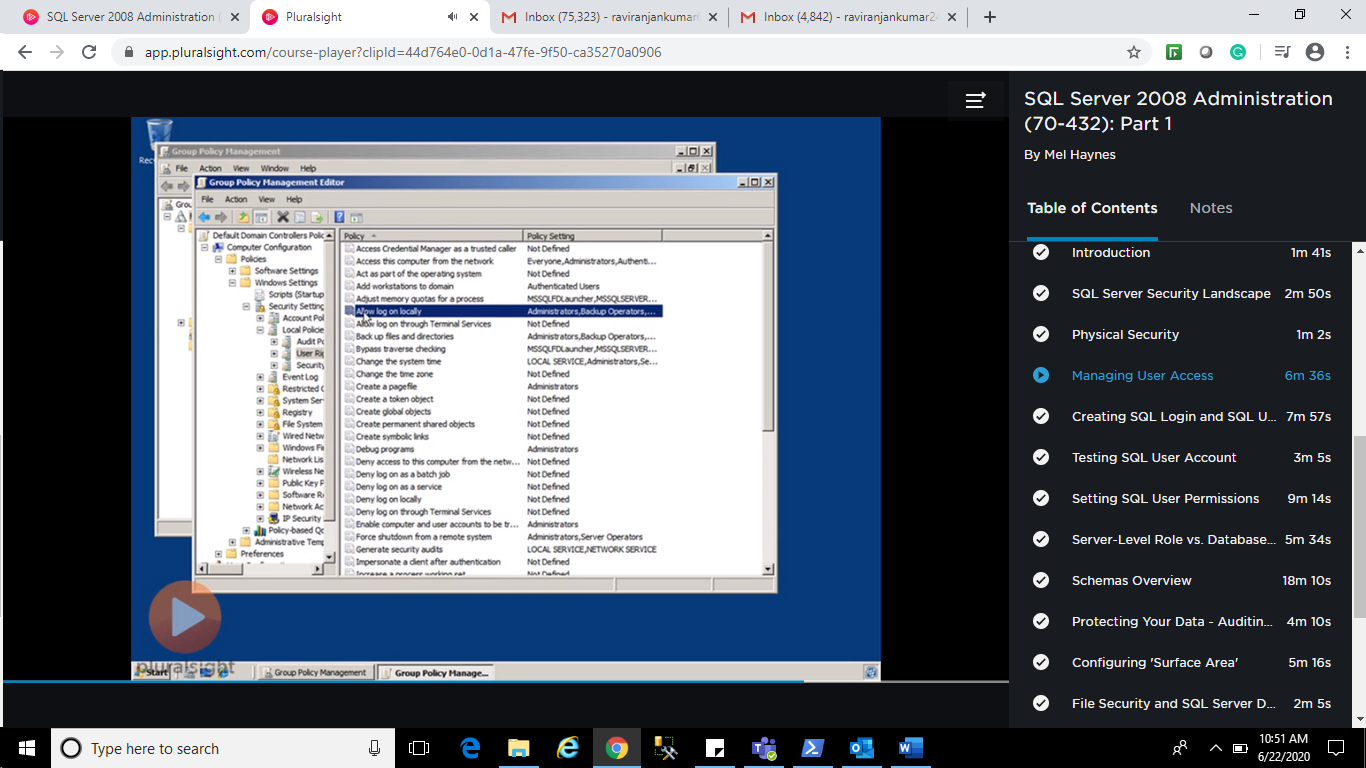 SQL Server 2008 Administration (
Pluralsight
Inbox (75,323) - raviranjankumar
Inbox (4,842) - raviranjankumar2
app.pluralsight.com/course-player?clipId=44d764e0-0d1a-47fe-9f50-ca35270a0906
SQL Server 2008 Administration
(70-432): Part 1
By Mel Haynes
Table of Contents Notes
Introduction 1m 41s
SQL Server Security Landscape 2m 50s
Physical Security 1m 2s
Managing User Access 6m 36s
Creating SQL Login and SQL U... 7m 57s
Testing SQL User Account 3m 5s
Setting SQL User Permissions 9m 14s
Server-Level Role vs. Database... 5m 34s
Schemas Overview 18m 10s
Protecting Your Data - Auditin... 4m 10s
Configuring 'Surface Area' 5m 16s
File Security and SQL Server D... 2m 5s
Group Policy Management
File Action View Window Help
Group Policy Management Editor
File Action View Help
Default Domain Controllers Polic
Computer Configuration
Policies
Software Settings
Windows Settings
Scripts (Startup
Security Setting
Account Pol
Local Policie
Audit Po
User Rig
Security
Event Log
Restricted G
System Ser
Registry
File System
Wired Netw
Windows Fi
Network Lis
Wireless Ne
Public Key P
Software Re
Network Ac
IP Security
Policy-based Qo
Administrative Temp
Preferences
Policy Policy Setting
Access Credential Manager as a trusted caller Not Defined
Access this computer from the network Everyone,Administrators,Authenti...
Act as part of the operating system Not Defined
Add workstations to domain Authenticated Users
Adjust memory quotas for a process MSSQLFDLauncher,MSSQLSERVER...
Allow log on locally Administrators,Backup Operators,...
Allow log on through Terminal Services Not Defined
Back up files and directories Administrators,Backup Operators,...
Bypass traverse checking MSSQLFDLauncher,MSSQLSERVER...
Change the system time LOCAL SERVICE,Administrators,Se...
Change the time zone Not Defined
Create a pagefile Administrators
Create a token object Not Defined
Create global objects Not Defined
Create permanent shared objects Not Defined
Create symbolic links Not Defined
Debug programs Administrators
Deny access to this computer from the netw... Not Defined
Deny log on as a batch job Not Defined
Deny log on as a service Not Defined
Deny log on locally Not Defined
Deny log on through Terminal Services Not Defined
Enable computer and user accounts to be tr... Administrators
Force shutdown from a remote system Administrators,Server Operators
Generate security audits LOCAL SERVICE,NETWORK SERVICE
Impersonate a client after authentication Not Defined
Increase a process working set Not Defined
pluralsight
Start Group Policy Management Group Policy Manage...
Type here to search
10:51 AM
6/22/2020